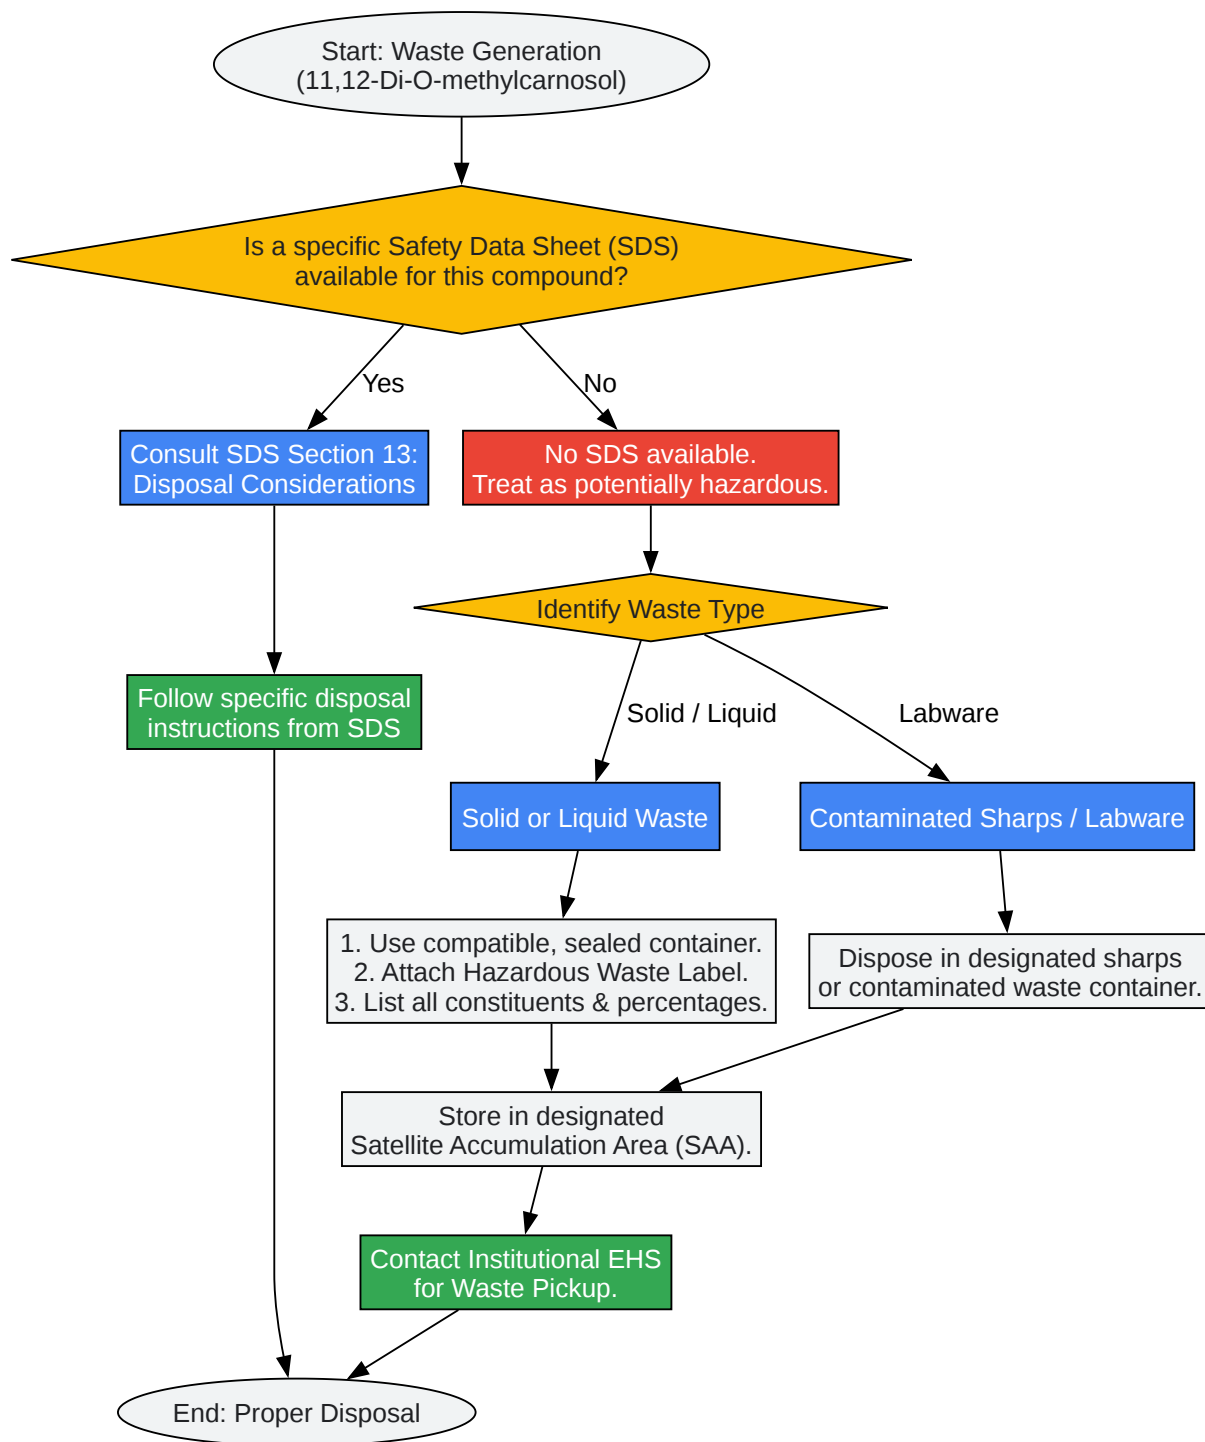 Start: Waste Generation
(11,12-Di-O-methylcarnosol)
Is a specific Safety Data Sheet (SDS)
available for this compound?
Yes
No
Consult SDS Section 13:
Disposal Considerations
No SDS available.
Treat as potentially hazardous.
Identify Waste Type
Follow specific disposal
instructions from SDS
Solid / Liquid
Labware
Solid or Liquid Waste
Contaminated Sharps / Labware
1. Use compatible, sealed container.
2. Attach Hazardous Waste Label.
3. List all constituents & percentages.
Dispose in designated sharps
or contaminated waste container.
Store in designated
Satellite Accumulation Area (SAA).
Contact Institutional EHS
for Waste Pickup.
End: Proper Disposal